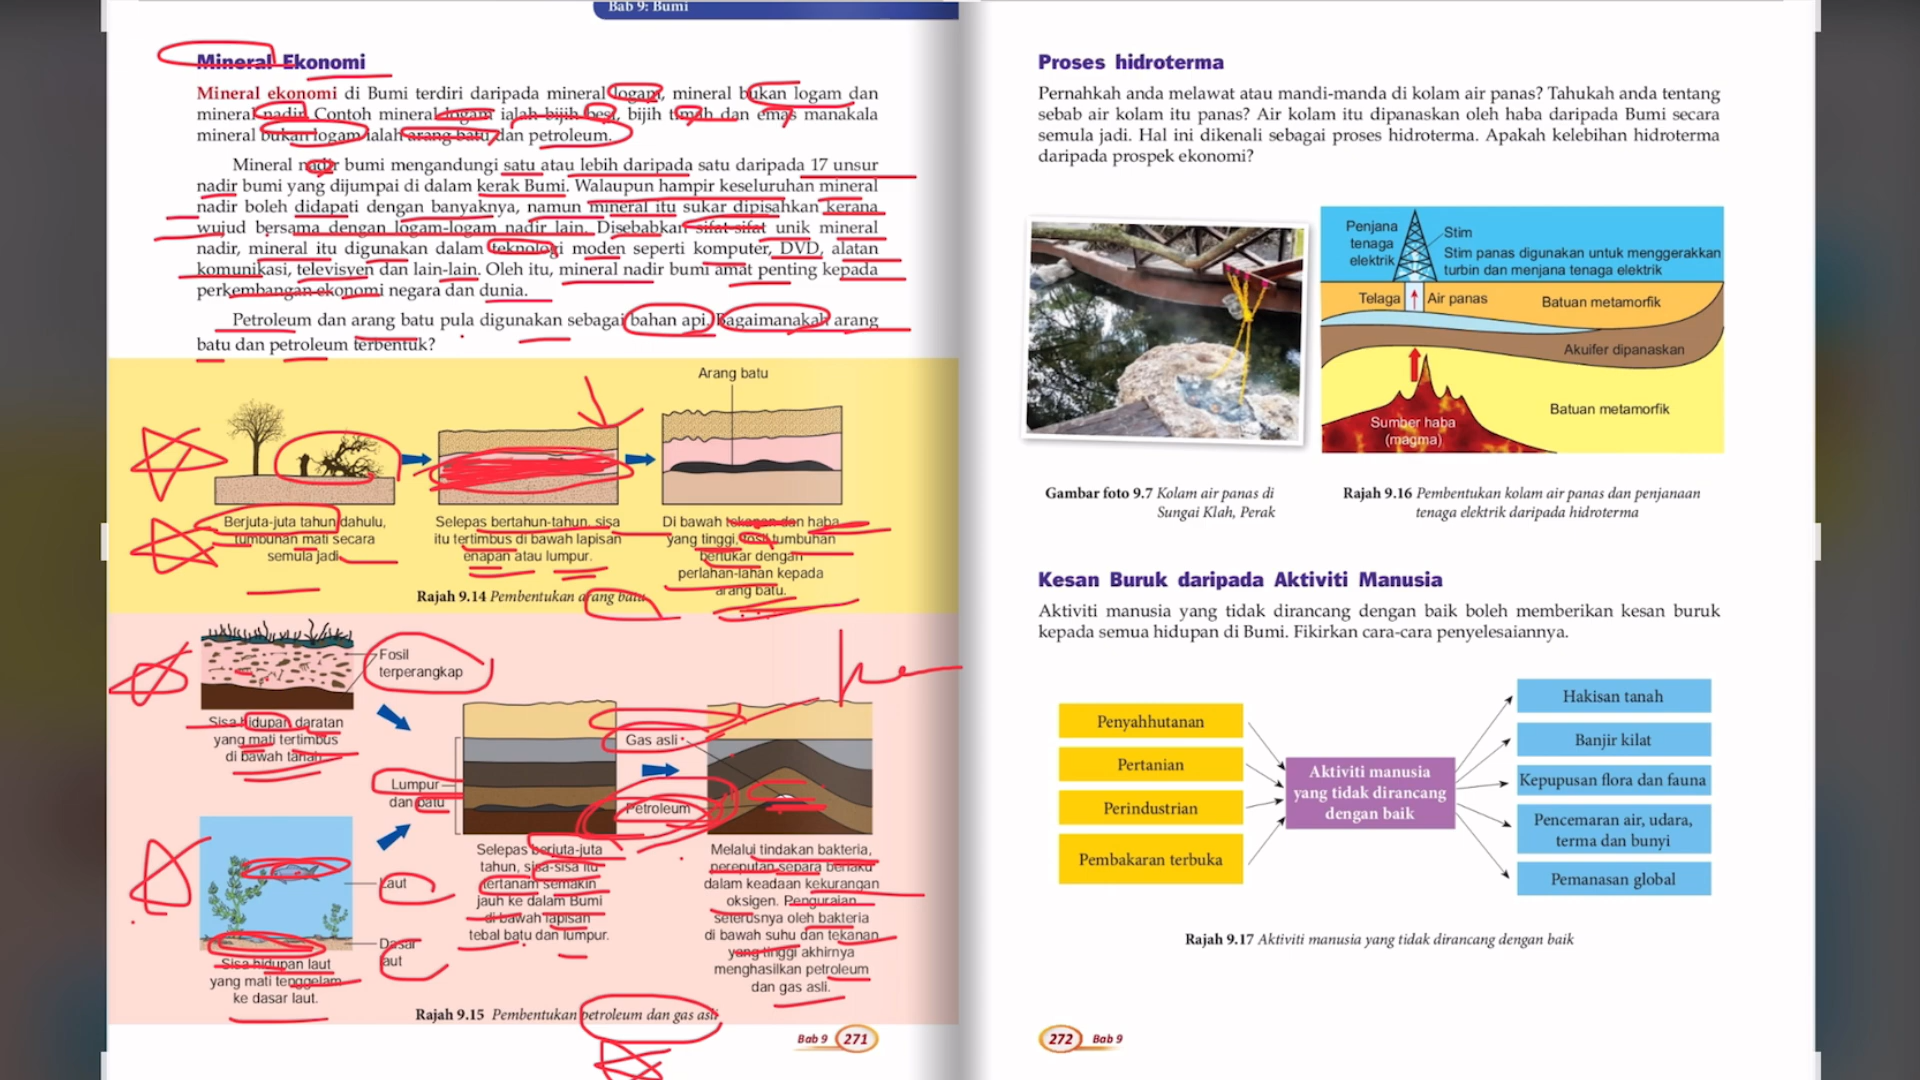 Bab 9: Bumi
Mineral Ekonomi
Mineral ekonomi di Bumi terdiri daripada mineral logam, mineral bukan logam dan
mineral nadir. Contoh mineral logam ialah bijih besi, bijih timah dan emas manakala
mineral bukan logam ialah arang batu dan petroleum.
Mineral nadir bumi mengandungi satu atau lebih daripada satu daripada 17 unsur
nadir bumi yang dijumpai di dalam kerak Bumi. Walaupun hampir keseluruhan mineral
nadir boleh didapati dengan banyaknya, namun mineral itu sukar dipisahkan kerana
wujud bersama dengan logam-logam nadir lain. Disebabkan sifat-sifat unik mineral
nadir, mineral itu digunakan dalam teknologi moden seperti komputer, DVD, alatan
komunikasi, televisyen dan lain-lain. Oleh itu, mineral nadir bumi amat penting kepada
perkembangan ekonomi negara dan dunia.
Petroleum dan arang batu pula digunakan sebagai bahan api. Bagaimanakah arang
batu dan petroleum terbentuk?
Arang batu
Berjuta-juta tahun dahulu,
tumbuhan mati secara
semula jadi.
Selepas bertahun-tahun, sisa
itu tertimbus di bawah lapisan
enapan atau lumpur.
Di bawah tekanan dan haba
yang tinggi, fosil tumbuhan
bertukar dengan
perlahan-lahan kepada
arang batu.
Rajah 9.14 Pembentukan arang batu
Fosil
terperangkap
Sisa hidupan daratan
yang mati tertimbus
di bawah tanah.
Lumpur
dan batu
Gas asli
Petroleum
Laut
Dasar
laut
Sisa hidupan laut
yang mati tenggelam
ke dasar laut.
Selepas berjuta-juta
tahun, sisa-sisa itu
tertanam semakin
jauh ke dalam Bumi
di bawah lapisan
tebal batu dan lumpur.
Melalui tindakan bakteria,
pereputan separa berlaku
dalam keadaan kekurangan
oksigen. Penguraian
seterusnya oleh bakteria
di bawah suhu dan tekanan
yang tinggi akhirnya
menghasilkan petroleum
dan gas asli.
Rajah 9.15 Pembentukan petroleum dan gas asli
Bab 9 271
Proses hidroterma
Pernahkah anda melawat atau mandi-manda di kolam air panas? Tahukah anda tentang
sebab air kolam itu panas? Air kolam itu dipanaskan oleh haba daripada Bumi secara
semula jadi. Hal ini dikenali sebagai proses hidroterma. Apakah kelebihan hidroterma
daripada prospek ekonomi?
Penjana
tenaga
elektrik
Stim
Stim panas digunakan untuk menggerakkan
turbin dan menjana tenaga elektrik
Telaga
Air panas
Batuan metamorfik
Akuifer dipanaskan
Batuan metamorfik
Sumber haba
(magma)
Gambar foto 9.7 Kolam air panas di
Sungai Klah, Perak
Rajah 9.16 Pembentukan kolam air panas dan penjanaan
tenaga elektrik daripada hidroterma
Kesan Buruk daripada Aktiviti Manusia
Aktiviti manusia yang tidak dirancang dengan baik boleh memberikan kesan buruk
kepada semua hidupan di Bumi. Fikirkan cara-cara penyelesaiannya.
Penyahhutanan
Pertanian
Perindustrian
Pembakaran terbuka
Aktiviti manusia
yang tidak dirancang
dengan baik
Hakisan tanah
Banjir kilat
Kepupusan flora dan fauna
Pencemaran air, udara,
terma dan bunyi
Pemanasan global
Rajah 9.17 Aktiviti manusia yang tidak dirancang dengan baik
272 Bab 9